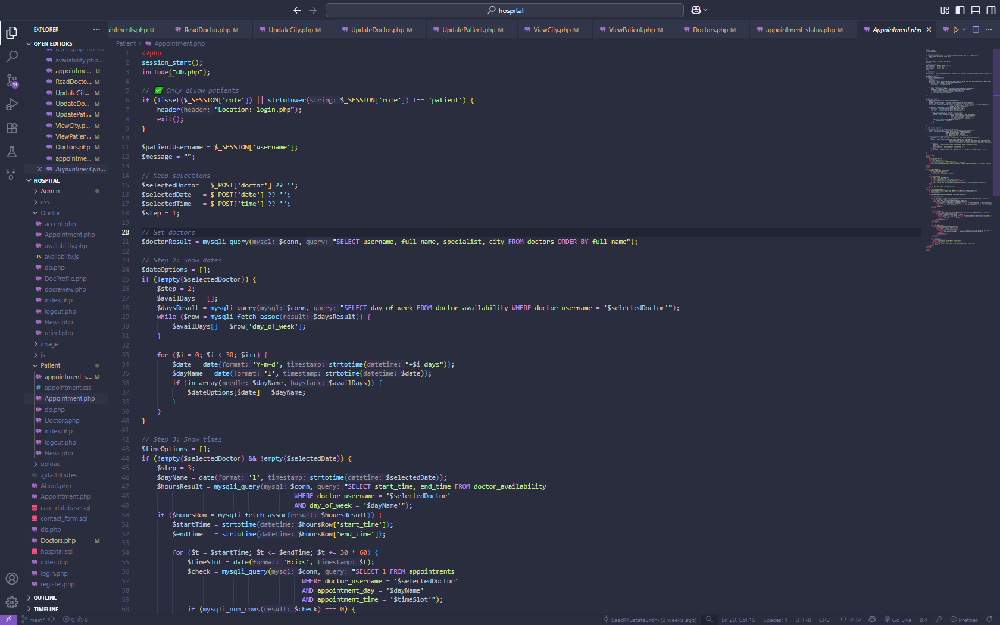 hospital
EXPLORER
intments.php U
ReadDoctor.php M
UpdateCity.php M
UpdateDoctor.php M
UpdatePatient.php M
ViewCity.php M
ViewPatient.php M
Doctors.php M
appointment_status.php M
Appointment.php
OPEN EDITORS
reject.php Doctor
availability.php...
appointme... U
ReadDocto... M
UpdateCit... M
UpdateDo... M
UpdatePati... M
ViewCity.p... M
ViewPatien... M
Doctors.php M
appointme... M
Appointment.ph...
HOSPITAL
Admin
css
Doctor
accept.php
Appointment.php
availability.php
JS availabilty.js
db.php
DocProfile.php
docreview.php
index.php
logout.php
News.php
reject.php
image
js
Patient
appointment_s... M
# appointment.css
Appointment.php
db.php
Doctors.php
index.php
logout.php
News.php
upload
.gitattributes
About.php
Appointment.php
care_database.sql
contact_form.sql
db.php
Doctors.php M
hospital.sql
index.php
login.php
register.php
OUTLINE
TIMELINE
13
Patient > Appointment.php
1 <?php
2 session_start();
3 include("db.php");
4
5 // ✅ Only allow patients
6 if (!isset($_SESSION['role']) || strtolower(string: $_SESSION['role']) !== 'patient') {
7 header(header: "Location: login.php");
8 exit();
9 }
10
11 $patientUsername = $_SESSION['username'];
12 $message = "";
13
14 // Keep selections
15 $selectedDoctor = $_POST['doctor'] ?? '';
16 $selectedDate = $_POST['date'] ?? '';
17 $selectedTime = $_POST['time'] ?? '';
18 $step = 1;
19
20 // Get doctors
21 $doctorResult = mysqli_query(mysql: $conn, query: "SELECT username, full_name, specialist, city FROM doctors ORDER BY full_name");
22
23 // Step 2: Show dates
24 $dateOptions = [];
25 if (!empty($selectedDoctor)) {
26 $step = 2;
27 $availDays = [];
28 $daysResult = mysqli_query(mysql: $conn, query: "SELECT day_of_week FROM doctor_availability WHERE doctor_username = '$selectedDoctor'");
29 while ($row = mysqli_fetch_assoc(result: $daysResult)) {
30 $availDays[] = $row['day_of_week'];
31 }
32
33 for ($i = 0; $i < 30; $i++) {
34 $date = date(format: 'Y-m-d', timestamp: strtotime(datetime: "+$i days"));
35 $dayName = date(format: 'l', timestamp: strtotime(datetime: $date));
36 if (in_array(needle: $dayName, haystack: $availDays)) {
37 $dateOptions[$date] = $dayName;
38 }
39 }
40 }
41
42 // Step 3: Show times
43 $timeOptions = [];
44 if (!empty($selectedDoctor) && !empty($selectedDate)) {
45 $step = 3;
46 $dayName = date(format: 'l', timestamp: strtotime(datetime: $selectedDate));
47 $hoursResult = mysqli_query(mysql: $conn, query: "SELECT start_time, end_time FROM doctor_availability
48 WHERE doctor_username = '$selectedDoctor'
49 AND day_of_week = '$dayName'");
50 if ($hoursRow = mysqli_fetch_assoc(result: $hoursResult)) {
51 $startTime = strtotime(datetime: $hoursRow['start_time']);
52 $endTime = strtotime(datetime: $hoursRow['end_time']);
53
54 for ($t = $startTime; $t <= $endTime; $t += 30 * 60) {
55 $timeSlot = date(format: 'H:i:s', timestamp: $t);
56 $check = mysqli_query(mysql: $conn, query: "SELECT 1 FROM appointments
57 WHERE doctor_username = '$selectedDoctor'
58 AND appointment_day = '$dayName'
59 AND appointment_time = '$timeSlot'");
60 if (mysqli_num_rows(result: $check) === 0) {
main* 0 0
SaadMustafaBrohi (2 weeks ago)
Ln 20, Col 15
Spaces: 4
UTF-8
CRLF
PHP
Go Live
8.4
Prettier